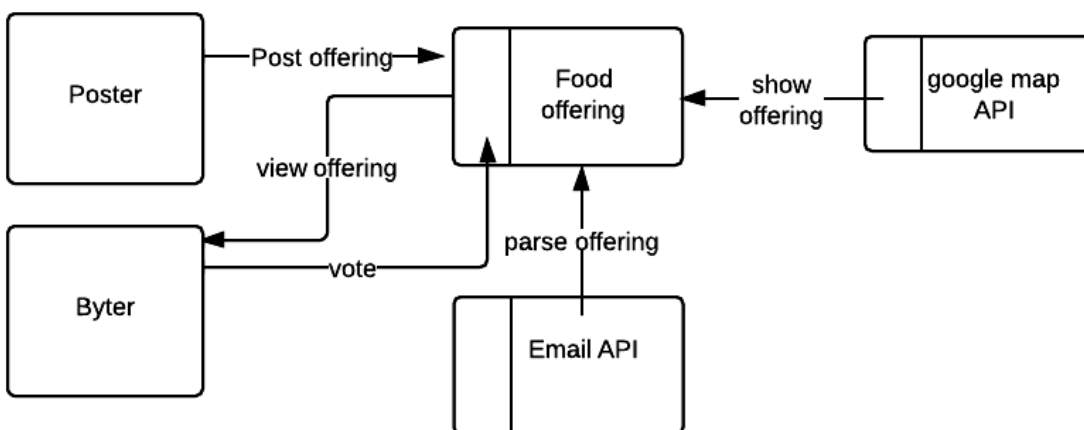 Poster
Post offering
Food
offering
show
offering
google map
API
view offering
parse offering
vote
Byter
Email API